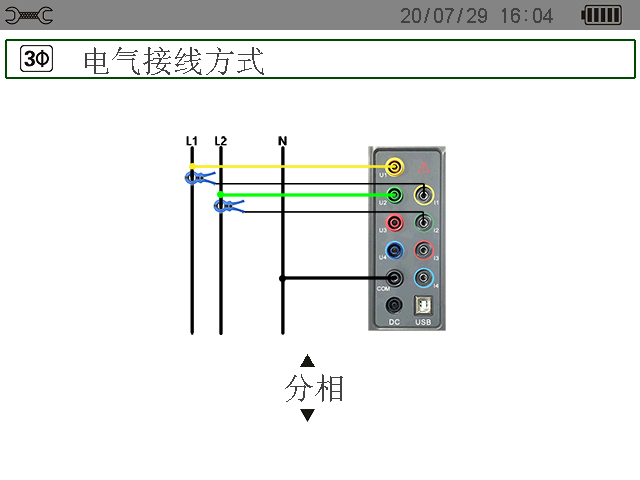 20/07/29 16:04
3Φ 电气接线方式
L1 L2 N
U1
U2 I1
U3 I2
U4 I3
COM I4
DC USB
分相